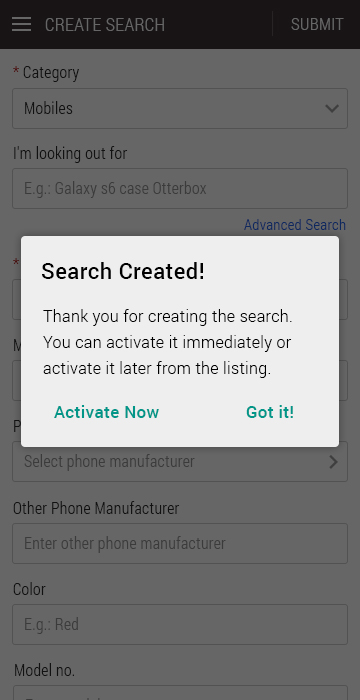 CREATE SEARCH
SUBMIT
* Category
Mobiles
I'm looking out for
E.g.: Galaxy s6 case Otterbox
Advanced Search
*
Search Created!
Thank you for creating the search.
You can activate it immediately or
activate it later from the listing.
Activate Now
Got it!
M
P
Select phone manufacturer
Other Phone Manufacturer
Enter other phone manufacturer
Color
E.g.: Red
Model no.